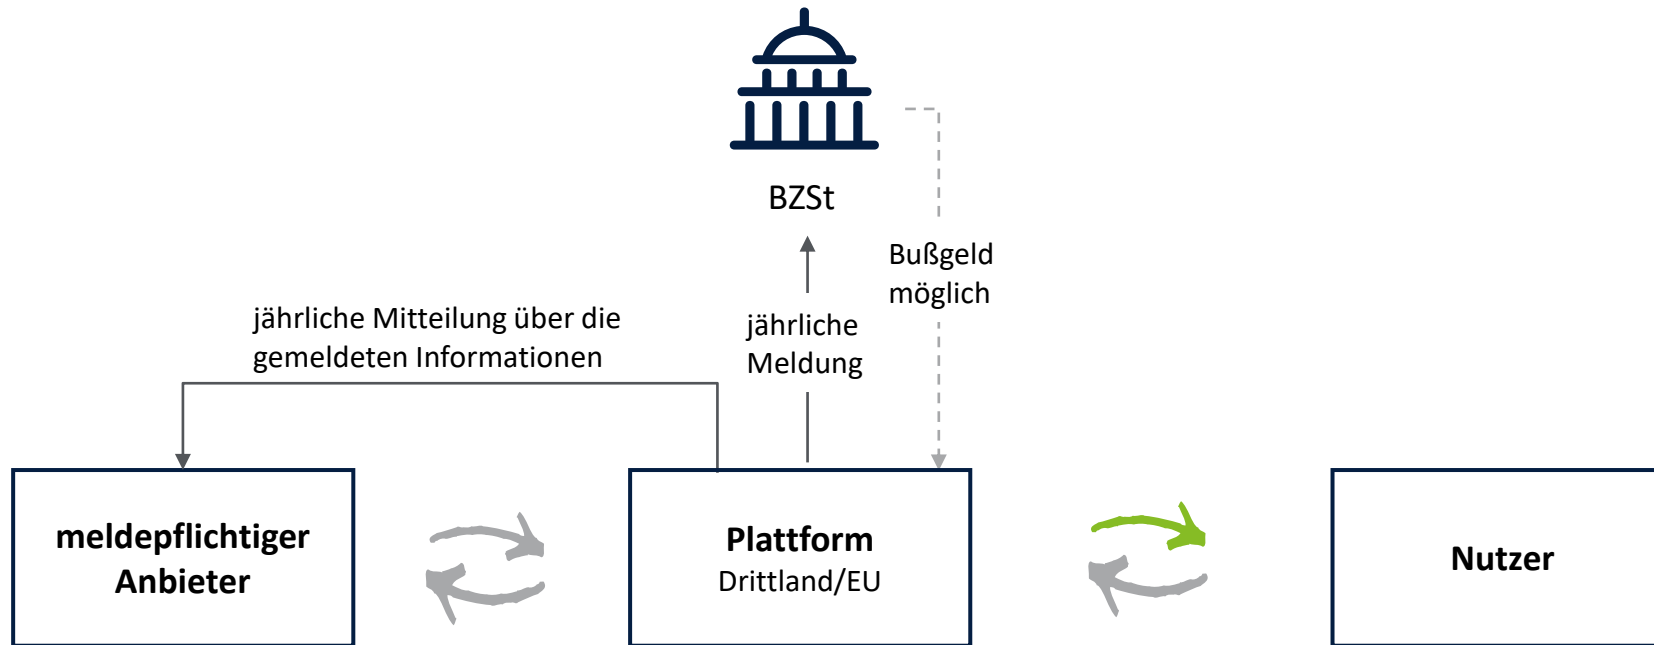 BZSt
Bußgeld
möglich
jährliche Mitteilung über die
gemeldeten Informationen
jährliche
Meldung
meldepflichtiger
Anbieter
Plattform
Drittland/EU
Nutzer